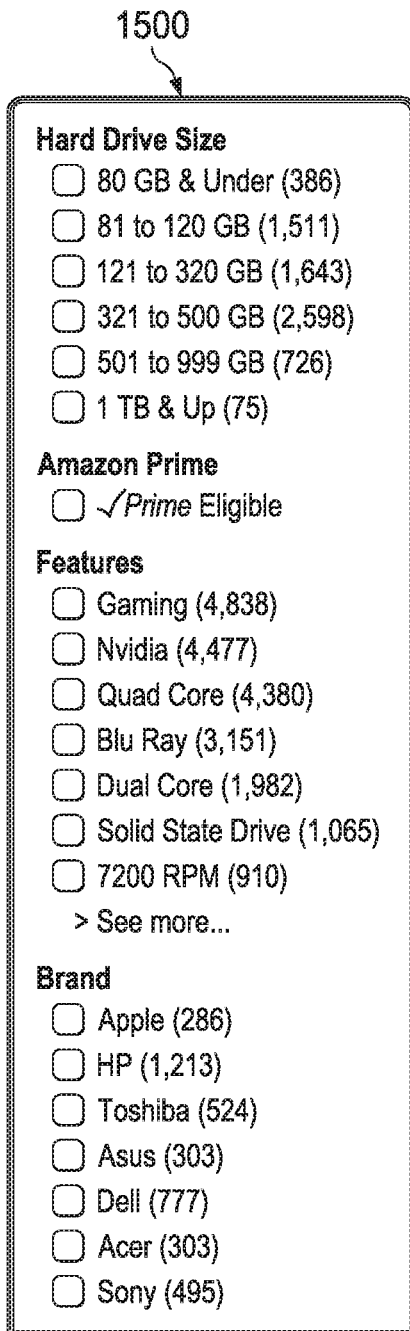 1500
Hard Drive Size
80 GB & Under (386)
81 to 120 GB (1,511)
121 to 320 GB (1,643)
321 to 500 GB (2,598)
501 to 999 GB (726)
1 TB & Up (75)
Amazon Prime
✓Prime Eligible
Features
Gaming (4,838)
Nvidia (4,477)
Quad Core (4,380)
Blu Ray (3,151)
Dual Core (1,982)
Solid State Drive (1,065)
7200 RPM (910)
> See more...
Brand
Apple (286)
HP (1,213)
Toshiba (524)
Asus (303)
Dell (777)
Acer (303)
Sony (495)